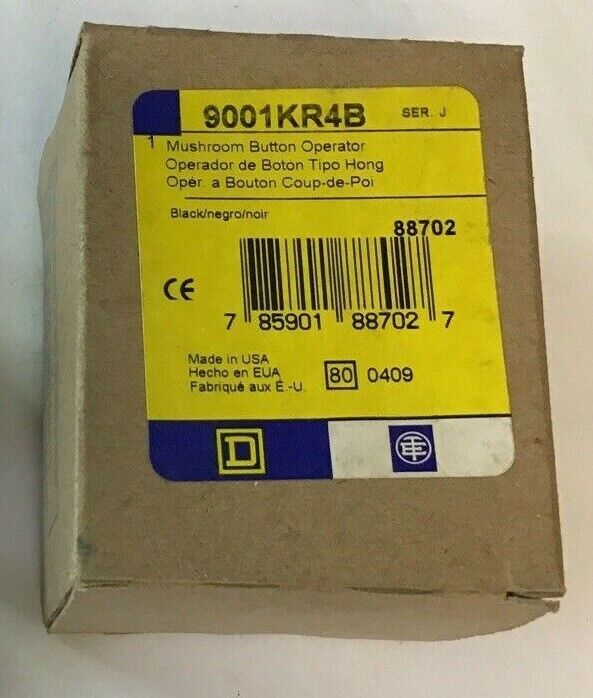 9001KR4B SER. J
1 Mushroom Button Operator
Operador de Botón Tipo Hong
Opér. a Bouton Coup-de-Poi
Black/negro/noir
88702
CE
7 85901 88702 7
Made in USA
Hecho en EUA
Fabriqué aux É.-U.
80 0409
D